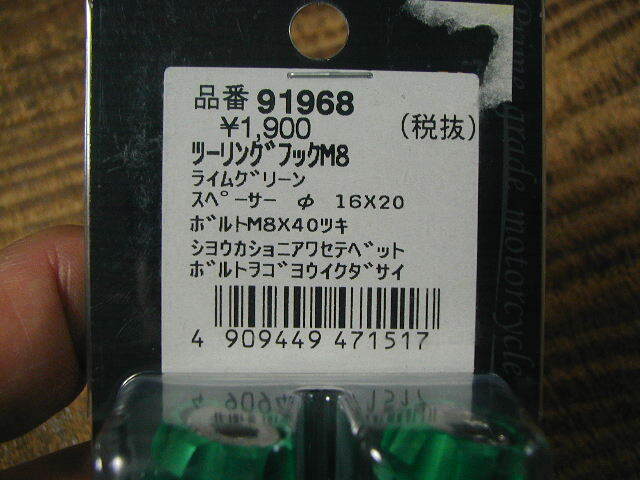 品番 91968
¥1,900 (税抜)
ﾂｰﾘﾝｸﾞﾌｯｸM8
ﾗｲﾑｸﾞﾘｰﾝ
ｽﾍﾟｰｻｰ φ 16X20
ﾎﾞﾙﾄM8X40ﾂｷ
ｼﾖｳｶｼｮﾆｱﾜｾﾃﾍﾞｯﾄ
ﾎﾞﾙﾄｦｺﾞﾖｳｲｸﾀﾞｻｲ
4 909449 471517
Prime grade motorcycle